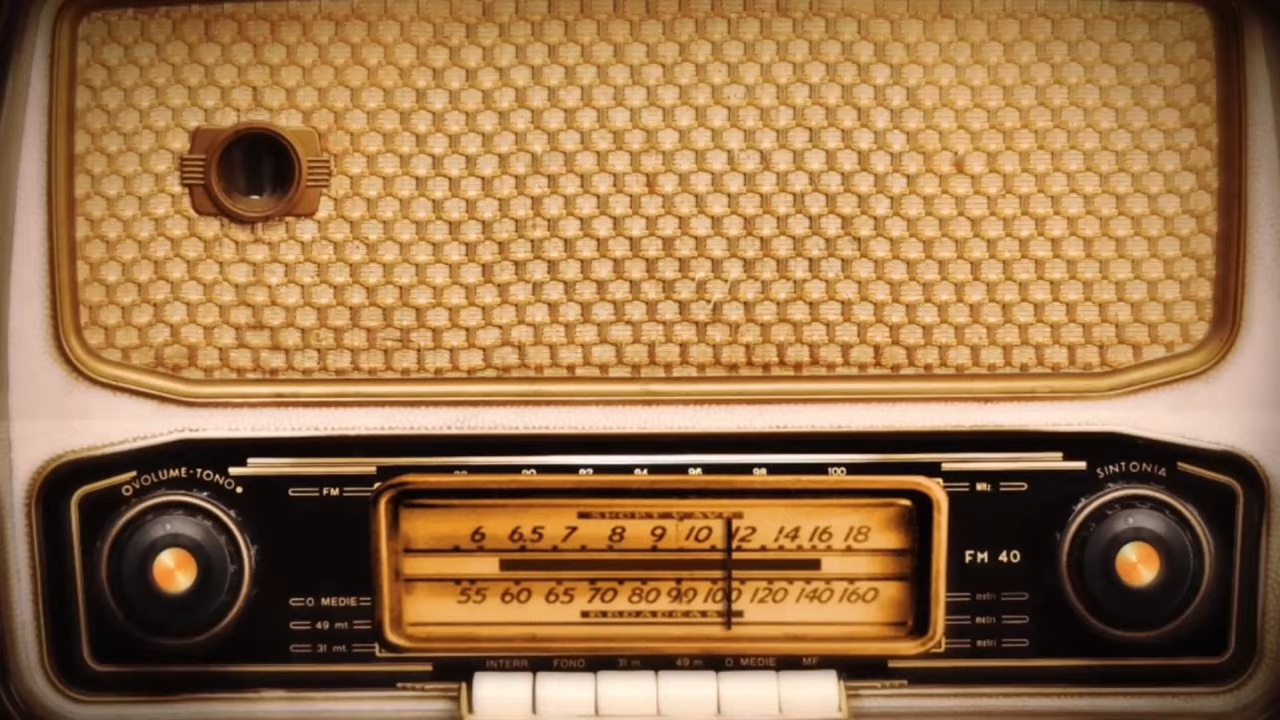 VOLUME·TONO
SINTONIA
88 90 92 94 96 98 100
FM
MHz.
SHORT WAVE
6 6.5 7 8 9 10 12 14 16 18
FM 40
55 60 65 70 80 90 100 120 140 160
BROADCAST
O MEDIE
metri
49 mt.
metri
31 mt.
metri
INTERR FONO 31 m 49 m O MEDIE MF